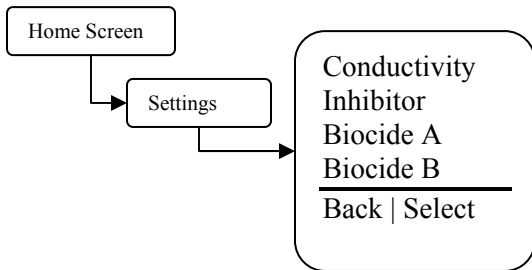 Home Screen
Settings
Conductivity
Inhibitor
Biocide A
Biocide B
Back | Select